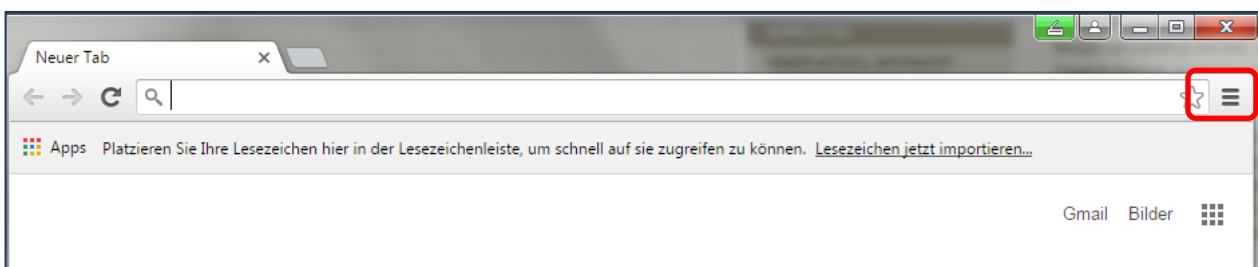 Neuer Tab
Apps Platzieren Sie Ihre Lesezeichen hier in der Lesezeichenleiste, um schnell auf sie zugreifen zu können. Lesezeichen jetzt importieren...
Gmail Bilder